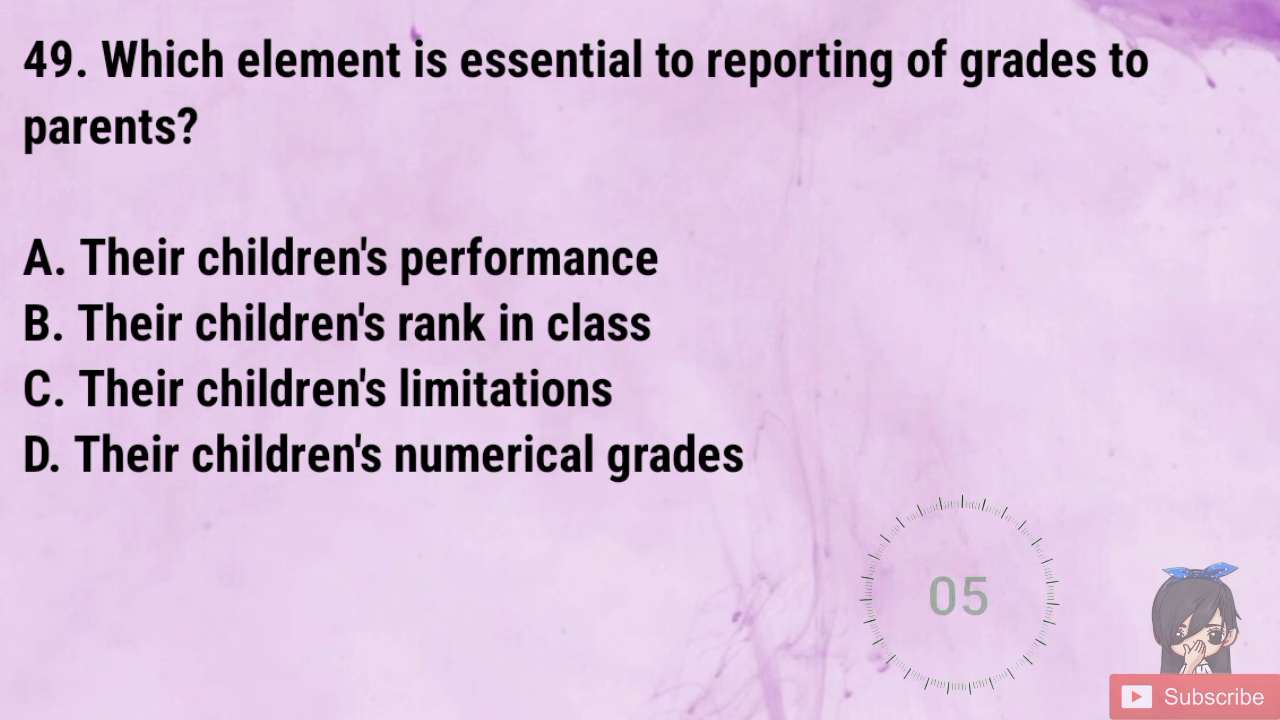 49. Which element is essential to reporting of grades to
parents?
A. Their children's performance
B. Their children's rank in class
C. Their children's limitations
D. Their children's numerical grades
05
Subscribe